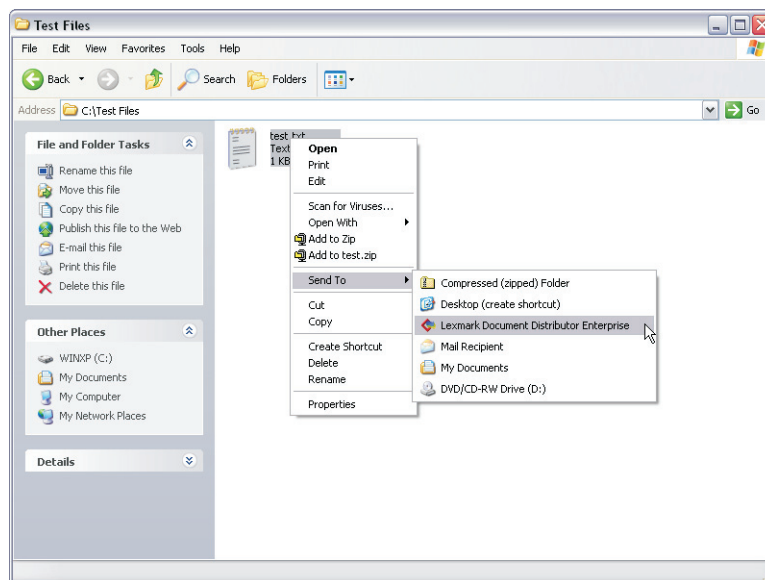 Test Files
File Edit View Favorites Tools Help
Back Search Folders
Address C:\Test Files Go
File and Folder Tasks
Rename this file
Move this file
Copy this file
Publish this file to the Web
E-mail this file
Print this file
Delete this file
Other Places
WINXP (C:)
My Documents
My Computer
My Network Places
Details
test.txt
Text
1 KB
Open
Print
Edit
Scan for Viruses...
Open With
Add to Zip
Add to test.zip
Send To
Cut
Copy
Create Shortcut
Delete
Rename
Properties
Compressed (zipped) Folder
Desktop (create shortcut)
Lexmark Document Distributor Enterprise
Mail Recipient
My Documents
DVD/CD-RW Drive (D:)